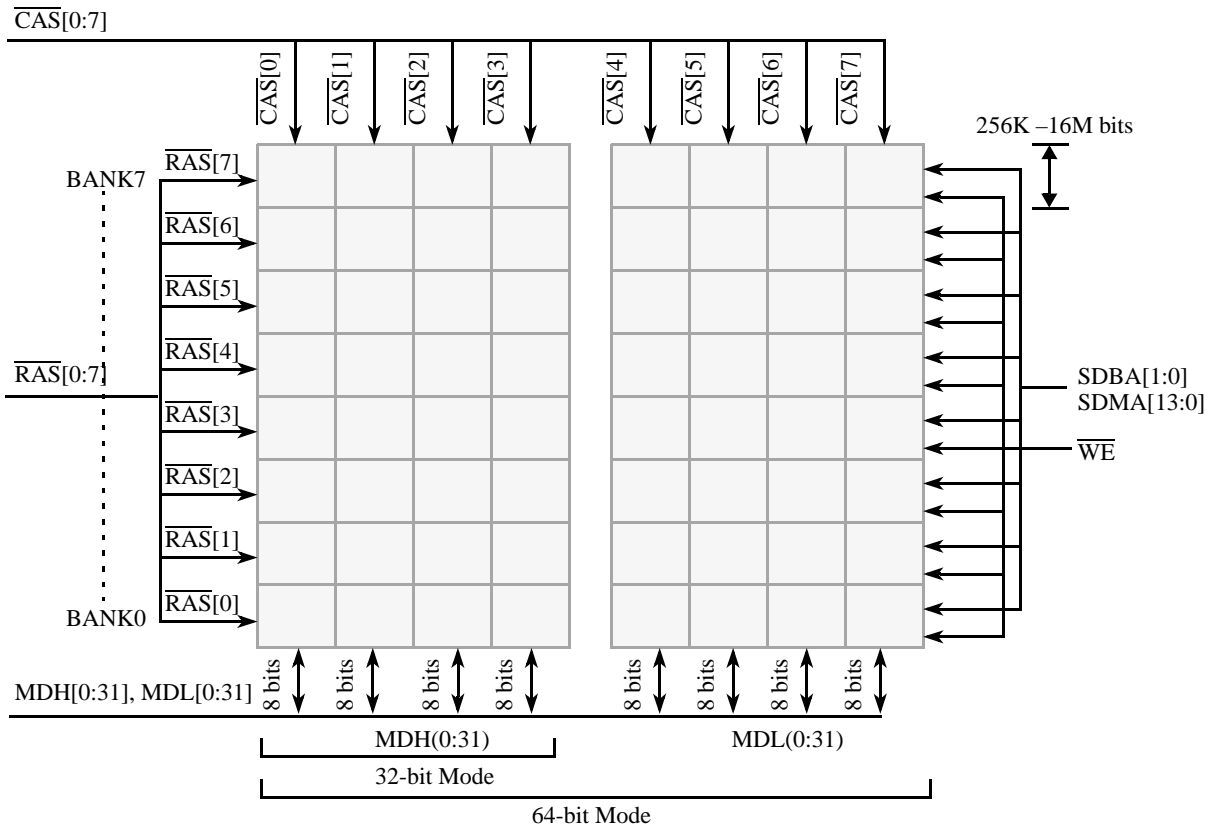 CAS[0:7]
CAS[0]
CAS[1]
CAS[2]
CAS[3]
CAS[4]
CAS[5]
CAS[6]
CAS[7]
256K –16M bits
RAS[7]
BANK7
RAS[6]
RAS[5]
RAS[4]
RAS[0:7]
SDBA[1:0]
SDMA[13:0]
RAS[3]
WE
RAS[2]
RAS[1]
RAS[0]
BANK0
8 bits
8 bits
8 bits
8 bits
8 bits
8 bits
8 bits
8 bits
MDH[0:31], MDL[0:31]
MDH(0:31)
MDL(0:31)
32-bit Mode
64-bit Mode